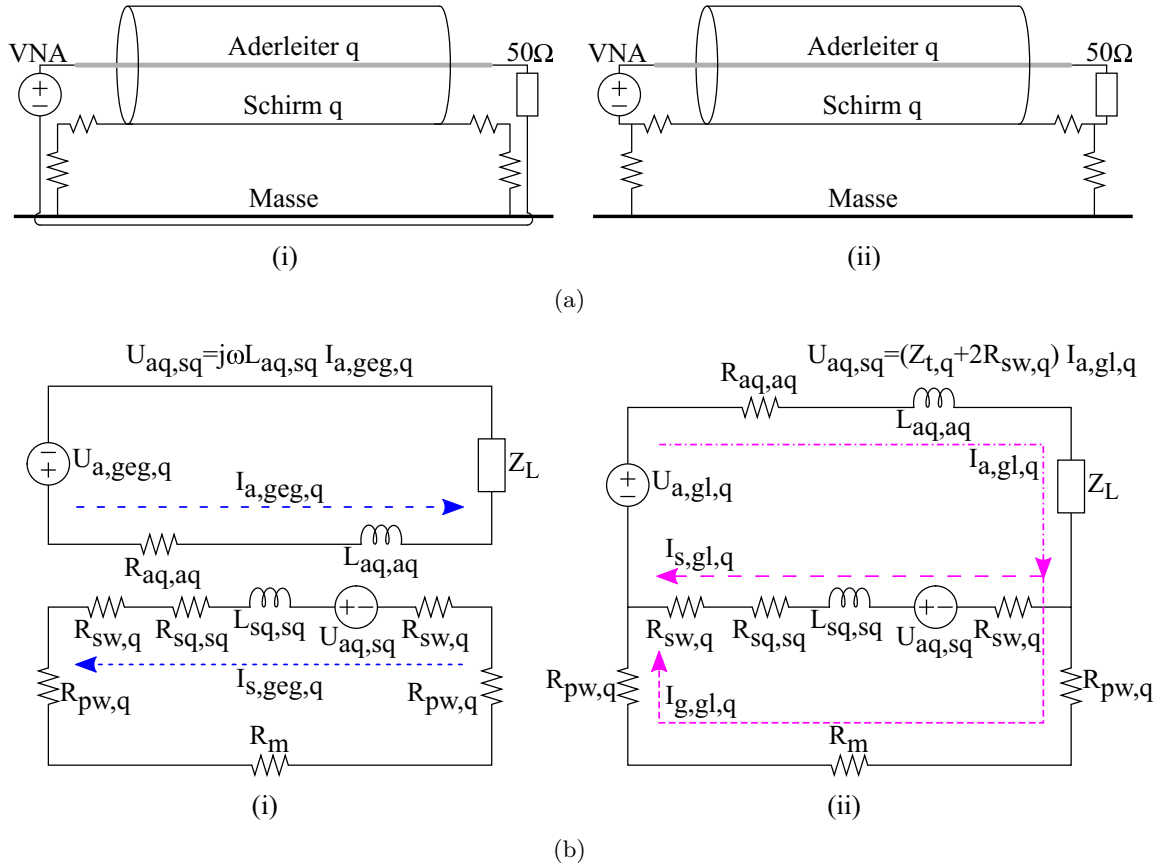 VNA
Aderleiter q
50Ω
Schirm q
Masse
(i)
VNA
Aderleiter q
50Ω
Schirm q
Masse
(ii)
(a)
U_aq,sq=jωL_aq,sq I_a,geg,q
U_a,geg,q
Z_L
I_a,geg,q
R_aq,aq
L_aq,aq
R_sw,q
R_sq,sq
L_sq,sq
U_aq,sq
R_sw,q
R_pw,q
I_s,geg,q
R_pw,q
R_m
(i)
U_aq,sq=(Z_t,q+2R_sw,q) I_a,gl,q
R_aq,aq
L_aq,aq
I_a,gl,q
U_a,gl,q
Z_L
I_s,gl,q
R_sw,q
R_sq,sq
L_sq,sq
U_aq,sq
R_sw,q
R_pw,q
I_g,gl,q
R_pw,q
R_m
(ii)
(b)